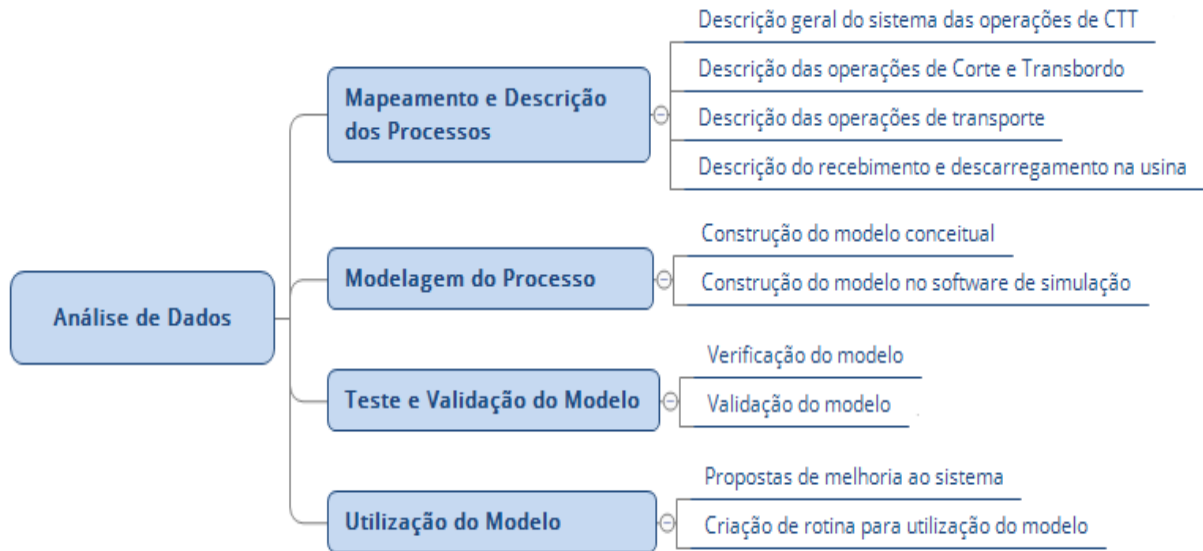 Análise de Dados
Mapeamento e Descrição
dos Processos
Descrição geral do sistema das operações de CTT
Descrição das operações de Corte e Transbordo
Descrição das operações de transporte
Descrição do recebimento e descarregamento na usina
Modelagem do Processo
Construção do modelo conceitual
Construção do modelo no software de simulação
Teste e Validação do Modelo
Verificação do modelo
Validação do modelo
Utilização do Modelo
Propostas de melhoria ao sistema
Criação de rotina para utilização do modelo